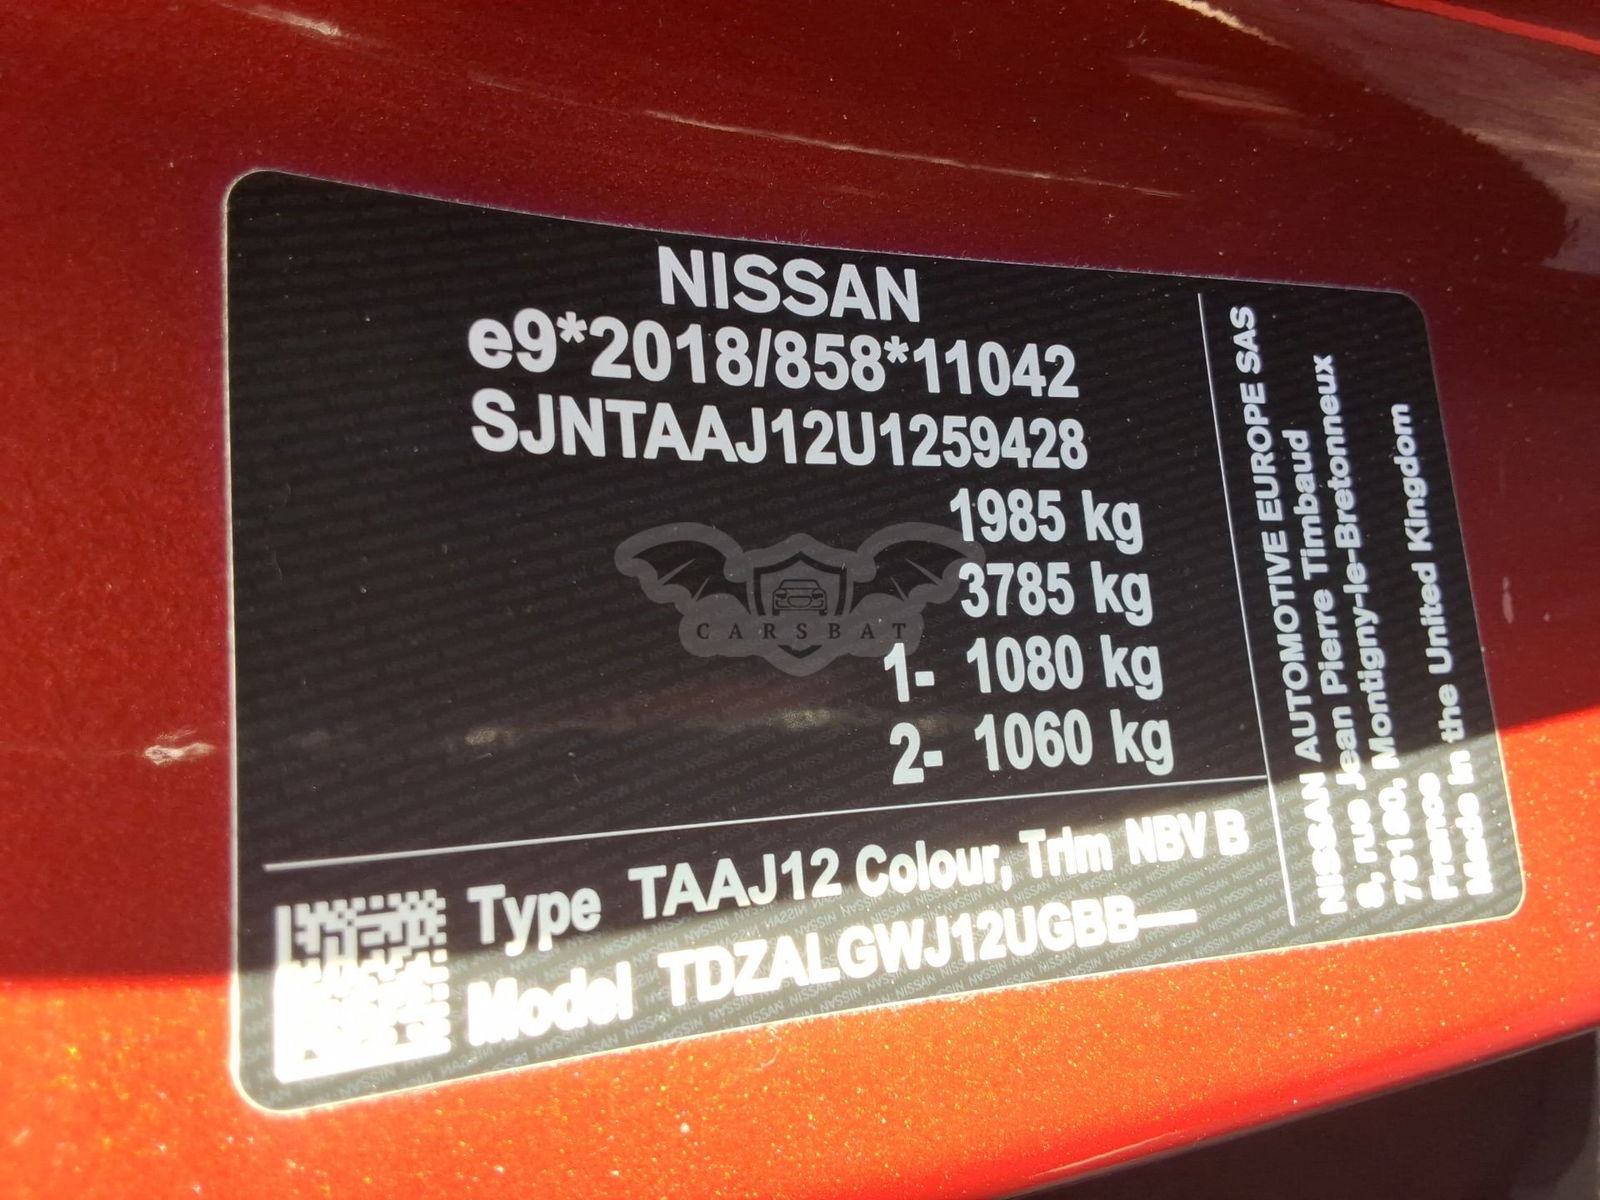 NISSAN
e9*2018/858*11042
SJNTAAJ12U1259428
1985 kg
3785 kg
1- 1080 kg
2- 1060 kg
Type TAAJ12 Colour,Trim NBV B
Model TDZALGWJ12UGBB——
NISSAN AUTOMOTIVE EUROPE SAS
8, rue Jean Pierre Timbaud
78180, Montigny-le-Bretonneux
France
Made in the United Kingdom
CARSBAT